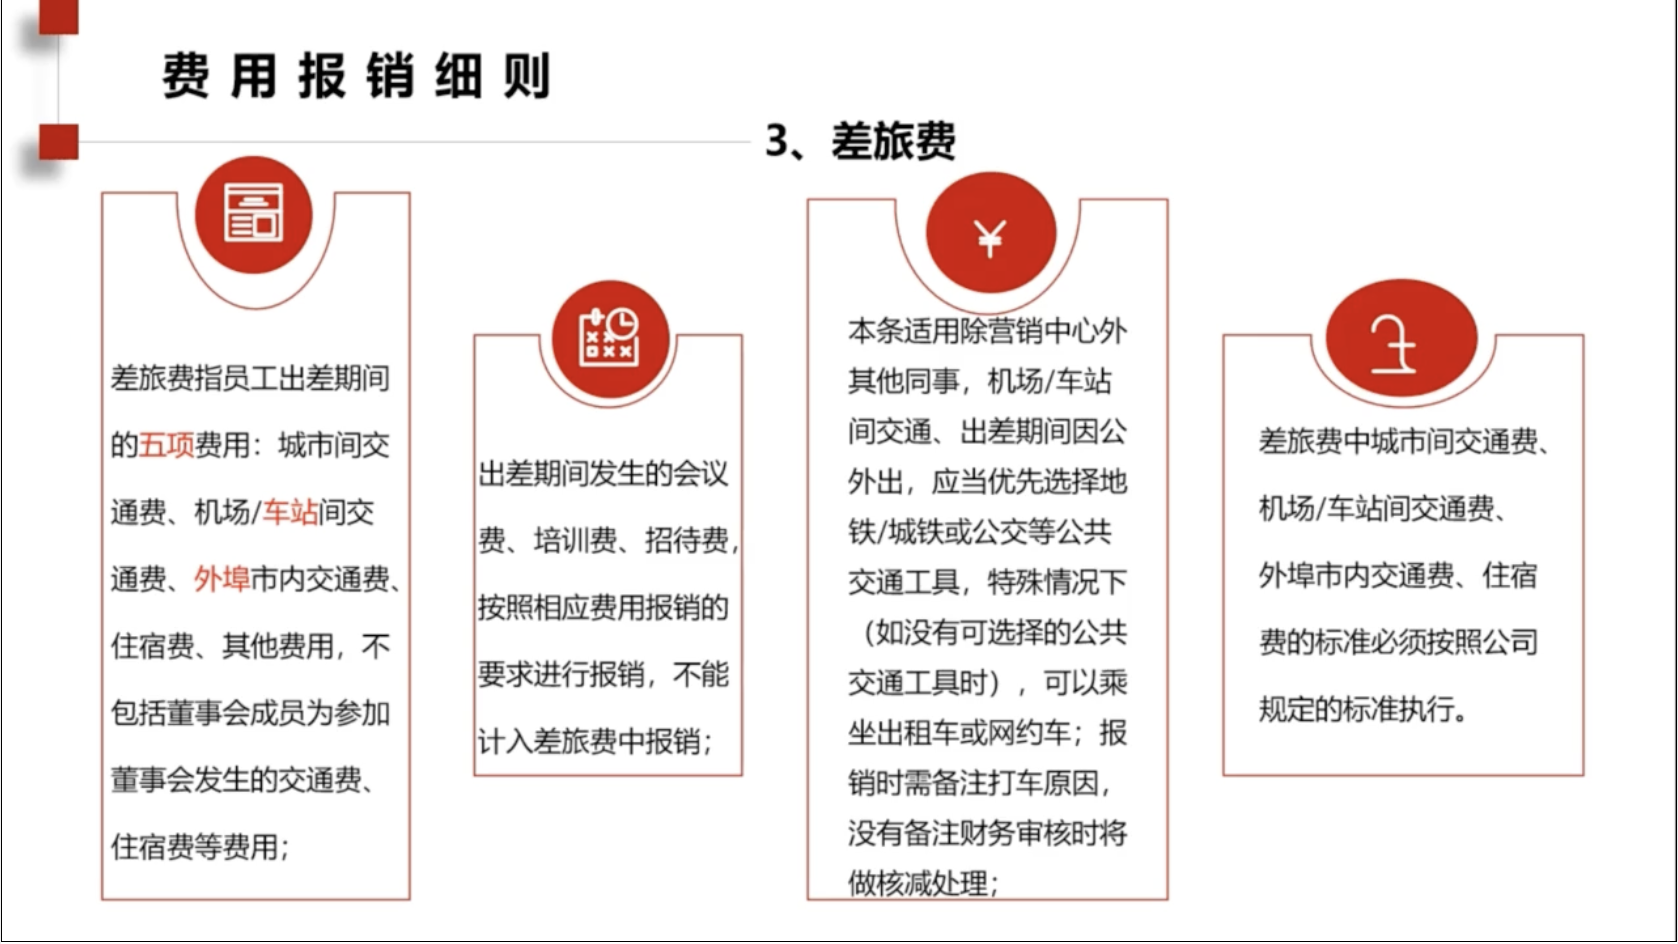 费用报销细则
3、差旅费
差旅费指员工出差期间
的五项费用：城市间交
通费、机场/车站间交
通费、外埠市内交通费、
住宿费、其他费用，不
包括董事会成员为参加
董事会发生的交通费、
住宿费等费用；
出差期间发生的会议
费、培训费、招待费，
按照相应费用报销的
要求进行报销，不能
计入差旅费中报销；
¥
本条适用除营销中心外
其他同事，机场/车站
间交通、出差期间因公
外出，应当优先选择地
铁/城铁或公交等公共
交通工具，特殊情况下
（如没有可选择的公共
交通工具时），可以乘
坐出租车或网约车；报
销时需备注打车原因，
没有备注财务审核时将
做核减处理；
差旅费中城市间交通费、
机场/车站间交通费、
外埠市内交通费、住宿
费的标准必须按照公司
规定的标准执行。